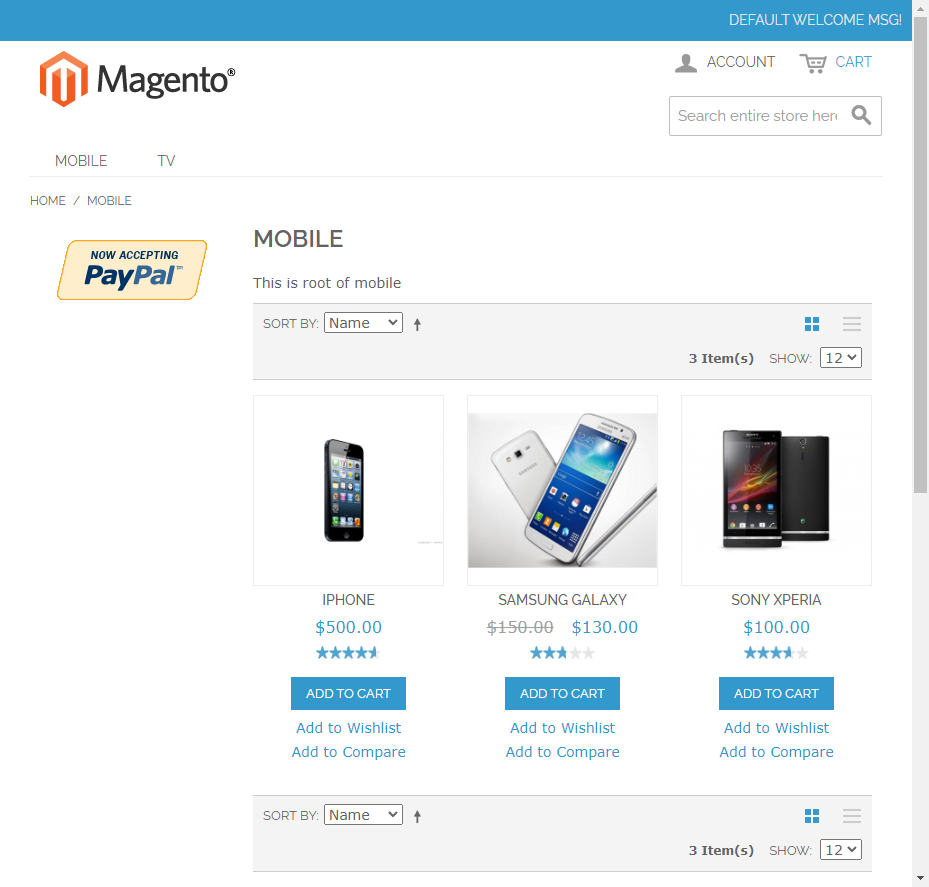 DEFAULT WELCOME MSG!
Magento®
ACCOUNT
CART
Search entire store here
MOBILE
TV
HOME / MOBILE
NOW ACCEPTING
PayPal™
MOBILE
This is root of mobile
SORT BY: Name
3 Item(s) SHOW: 12
IPHONE
$500.00
ADD TO CART
Add to Wishlist
Add to Compare
SAMSUNG GALAXY
$150.00 $130.00
ADD TO CART
Add to Wishlist
Add to Compare
SONY XPERIA
$100.00
ADD TO CART
Add to Wishlist
Add to Compare
SORT BY: Name
3 Item(s) SHOW: 12